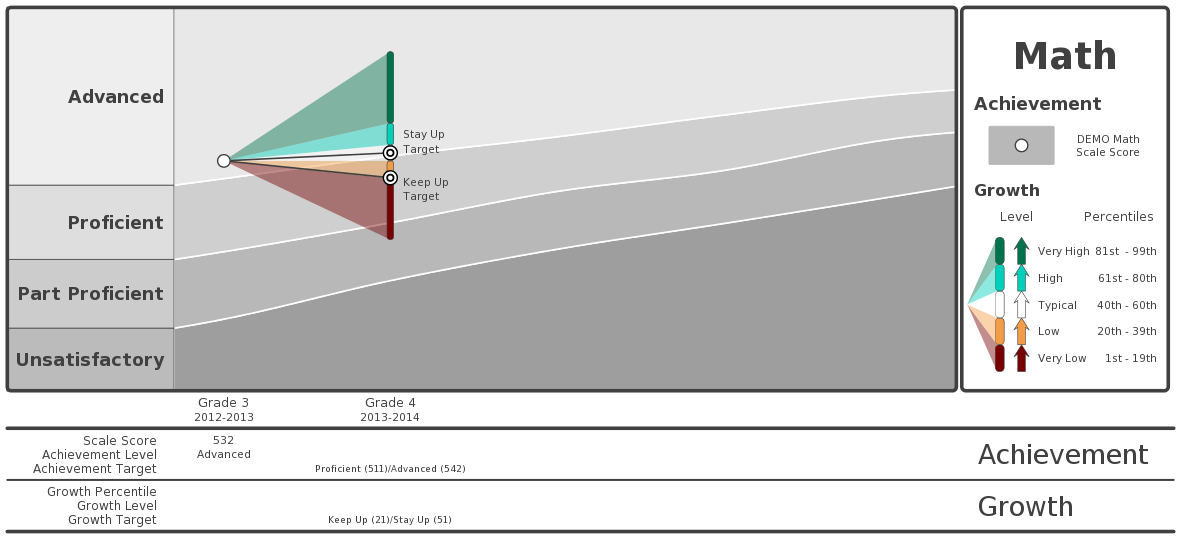 Advanced
Proficient
Part Proficient
Unsatisfactory
Stay Up
Target
Keep Up
Target
Math
Achievement
DEMO Math
Scale Score
Growth
Level Percentiles
Very High 81st - 99th
High 61st - 80th
Typical 40th - 60th
Low 20th - 39th
Very Low 1st - 19th
Grade 3 Grade 4
2012-2013 2013-2014
Scale Score 532
Achievement Level Advanced
Achievement Target Proficient (511)/Advanced (542)
Achievement
Growth Percentile
Growth Level
Growth Target Keep Up (21)/Stay Up (51)
Growth